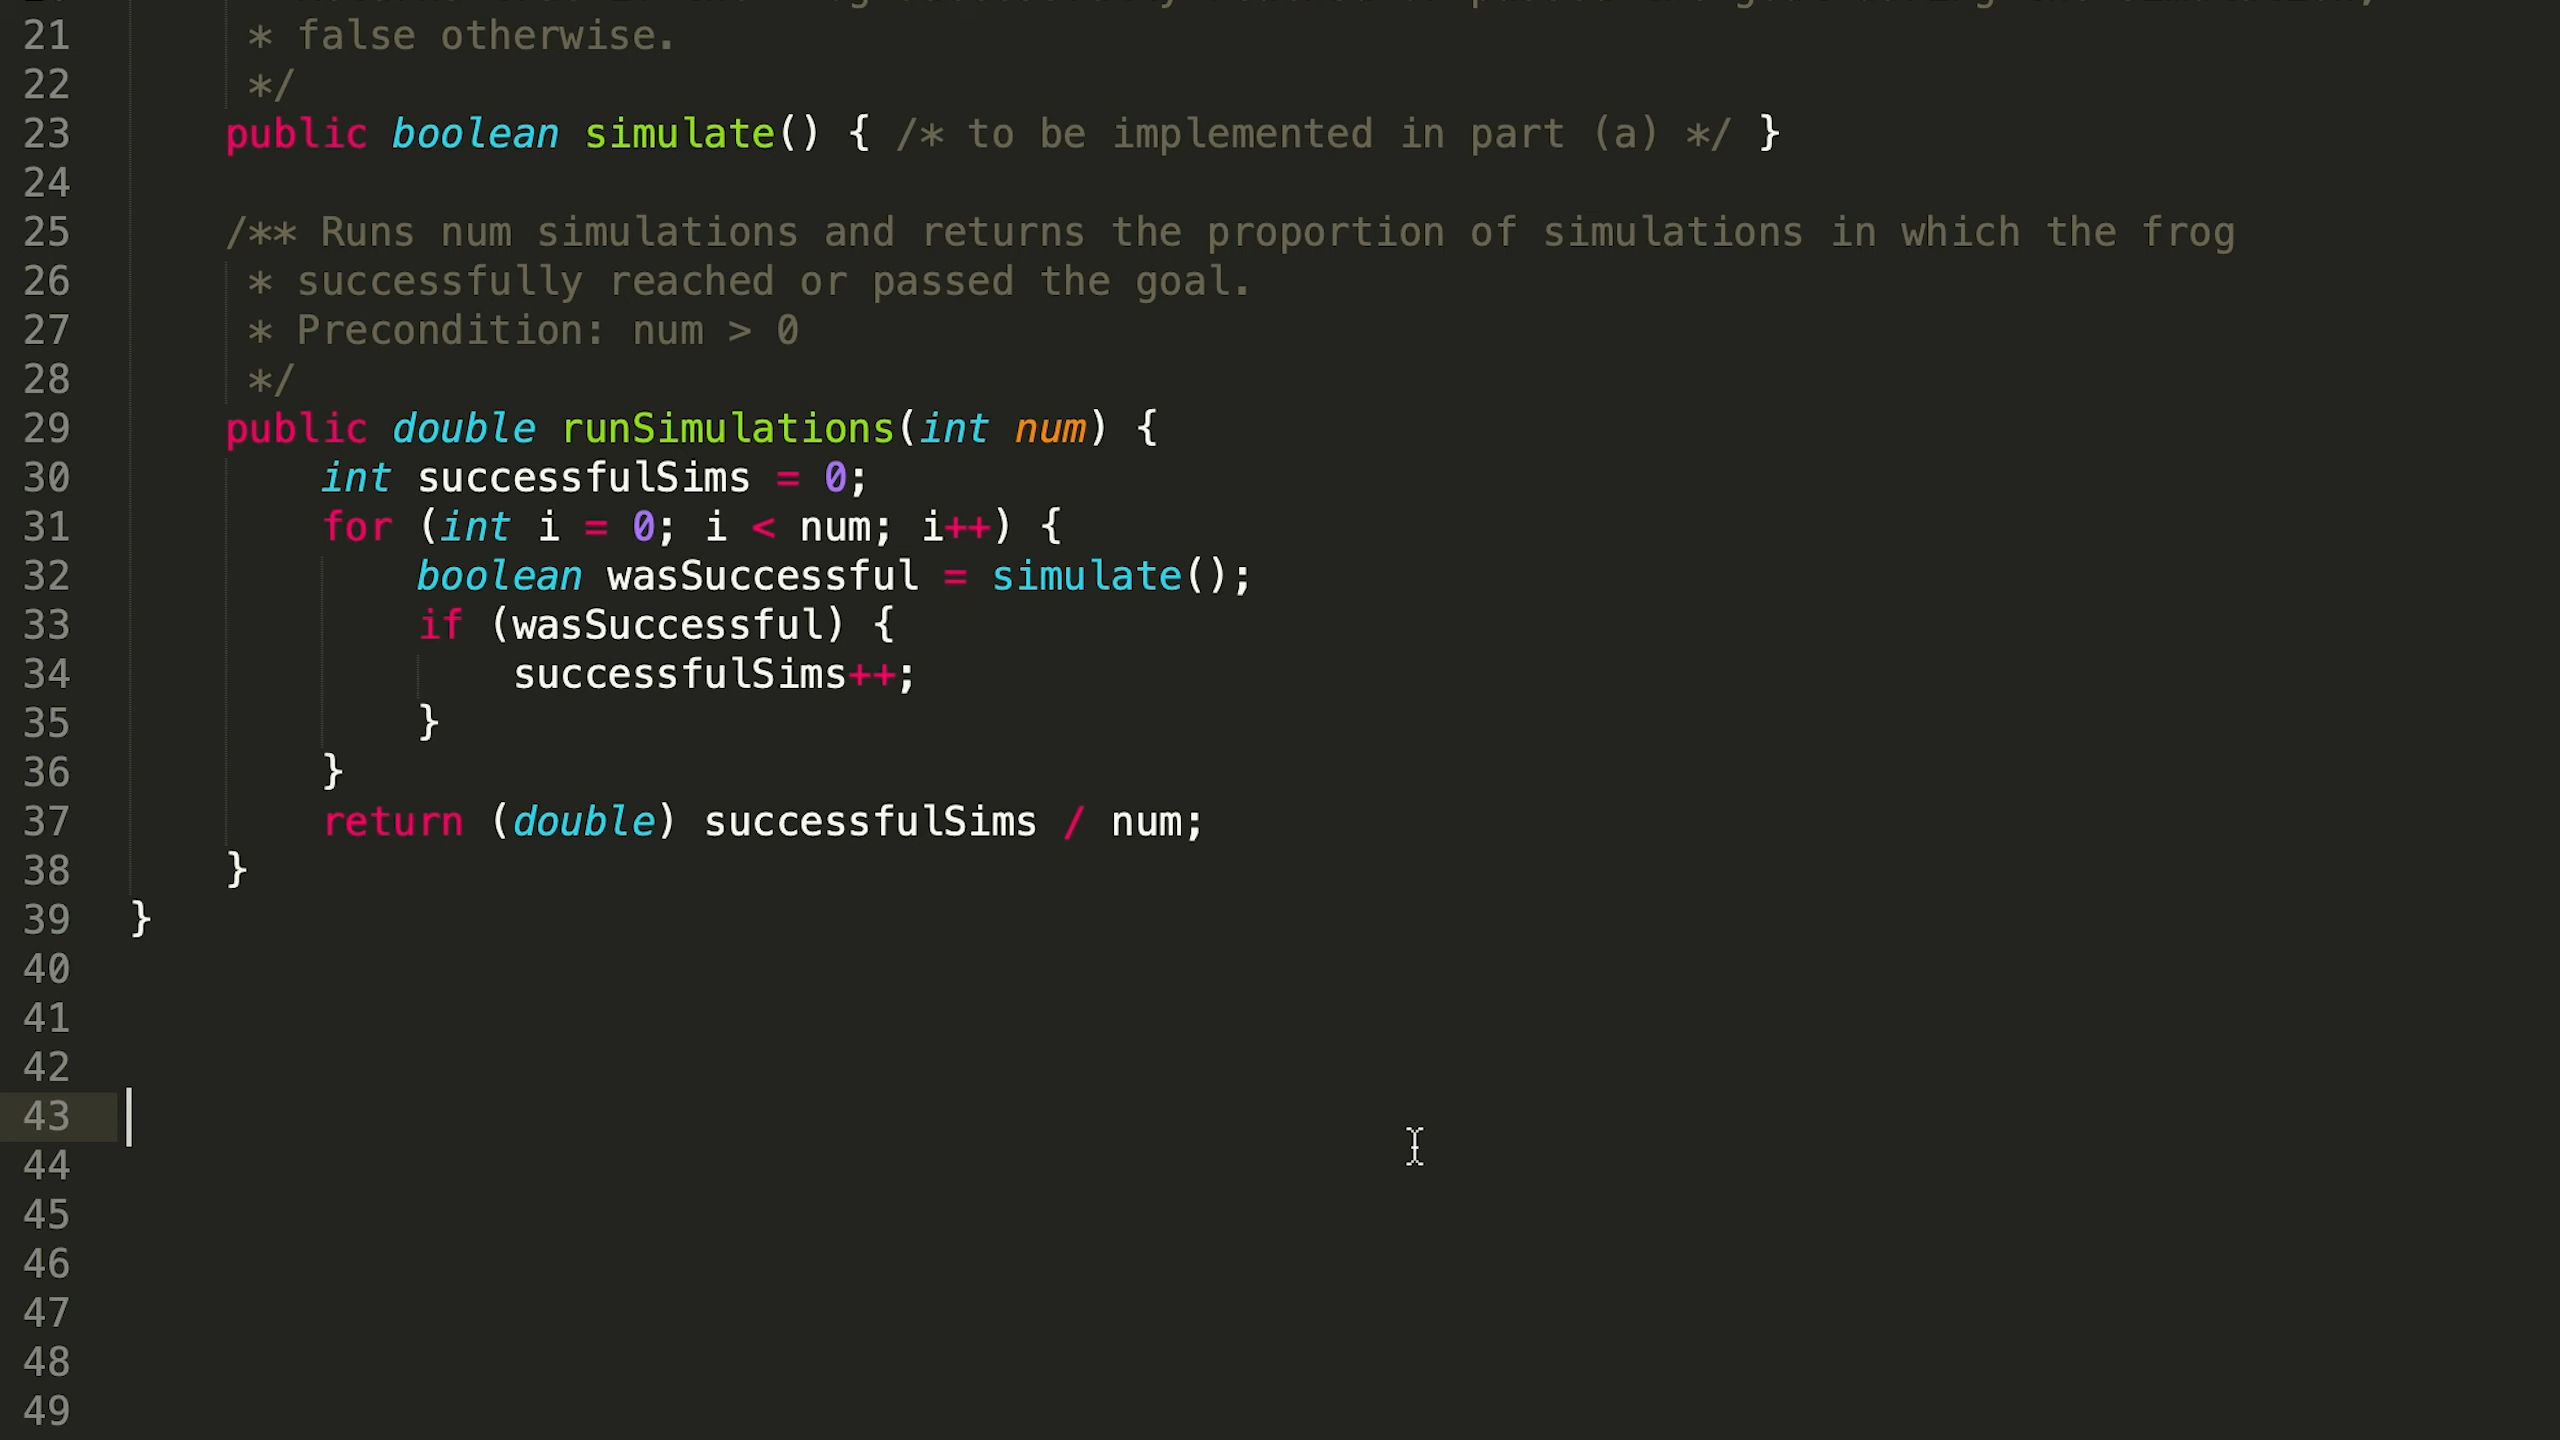 21 * false otherwise.
22 */
23 public boolean simulate() { /* to be implemented in part (a) */ }
24
25 /** Runs num simulations and returns the proportion of simulations in which the frog
26 * successfully reached or passed the goal.
27 * Precondition: num > 0
28 */
29 public double runSimulations(int num) {
30 int successfulSims = 0;
31 for (int i = 0; i < num; i++) {
32 boolean wasSuccessful = simulate();
33 if (wasSuccessful) {
34 successfulSims++;
35 }
36 }
37 return (double) successfulSims / num;
38 }
39 }
40
41
42
43
44
45
46
47
48
49